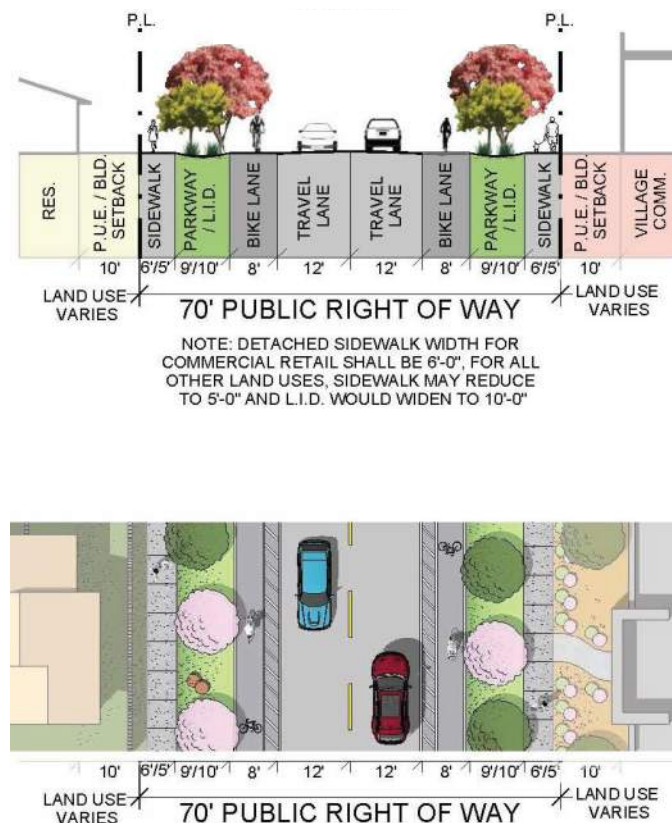 P.L.
P.L.
RES.
P.U.E. / BLD.
SETBACK
SIDEWALK
PARKWAY
/ L.I.D.
BIKE LANE
TRAVEL
LANE
TRAVEL
LANE
BIKE LANE
PARKWAY
/ L.I.D.
SIDEWALK
P.U.E. / BLD.
SETBACK
VILLAGE
COMM.
10' 6'/5' 9'/10' 8' 12' 12' 8' 9'/10' 6'/5' 10'
LAND USE
VARIES
70' PUBLIC RIGHT OF WAY
LAND USE
VARIES
NOTE: DETACHED SIDEWALK WIDTH FOR
COMMERCIAL RETAIL SHALL BE 6'-0", FOR ALL
OTHER LAND USES, SIDEWALK MAY REDUCE
TO 5'-0" AND L.I.D. WOULD WIDEN TO 10'-0"
10' 6'/5' 9'/10' 8' 12' 12' 8' 9'/10' 6'/5' 10'
LAND USE
VARIES
70' PUBLIC RIGHT OF WAY
LAND USE
VARIES